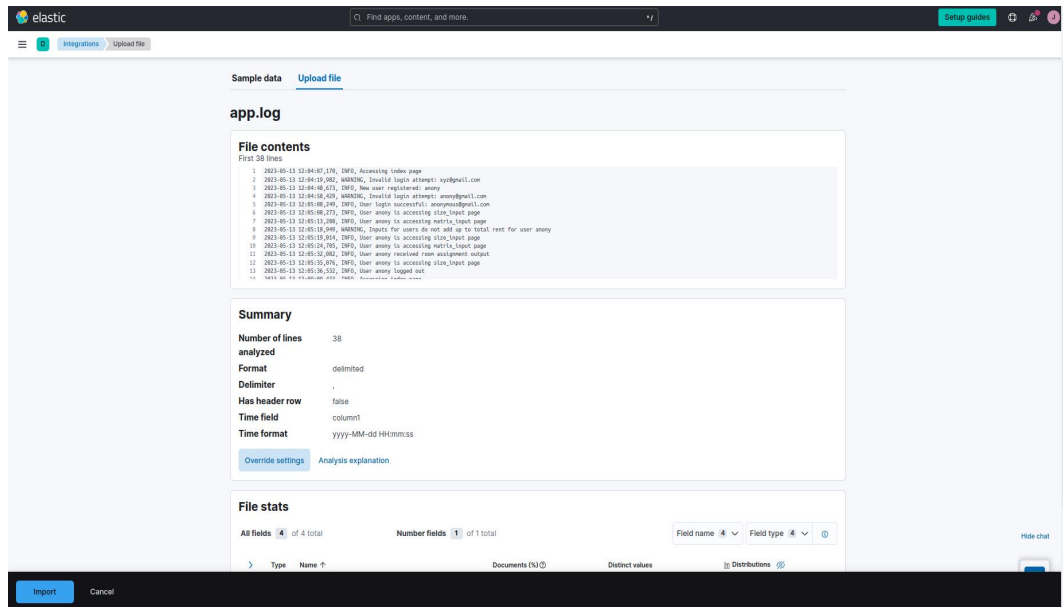 elastic
Find apps, content, and more.
*/
Setup guides
J
D
Integrations
Upload file
Sample data
Upload file
app.log
File contents
First 38 lines
1 2023-05-13 12:04:07,170, INFO, Accessing index page
2 2023-05-13 12:04:19,982, WARNING, Invalid login attempt: xyz@gmail.com
3 2023-05-13 12:04:48,673, INFO, New user registered: anony
4 2023-05-13 12:04:58,429, WARNING, Invalid login attempt: anony@gmail.com
5 2023-05-13 12:05:08,249, INFO, User login successful: anonymous@gmail.com
6 2023-05-13 12:05:08,273, INFO, User anony is accessing size_input page
7 2023-05-13 12:05:13,208, INFO, User anony is accessing matrix_input page
8 2023-05-13 12:05:18,949, WARNING, Inputs for users do not add up to total rent for user anony
9 2023-05-13 12:05:19,014, INFO, User anony is accessing size_input page
10 2023-05-13 12:05:24,705, INFO, User anony is accessing matrix_input page
11 2023-05-13 12:05:32,082, INFO, User anony received room assignment output
12 2023-05-13 12:05:35,076, INFO, User anony is accessing size_input page
13 2023-05-13 12:05:36,532, INFO, User anony logged out
Summary
Number of lines analyzed 38
Format delimited
Delimiter ,
Has header row false
Time field column1
Time format yyyy-MM-dd HH:mm:ss
Override settings
Analysis explanation
File stats
All fields 4 of 4 total
Number fields 1 of 1 total
Field name 4
Field type 4
Hide chat
Type Name Documents (%) Distinct values Distributions
Import
Cancel